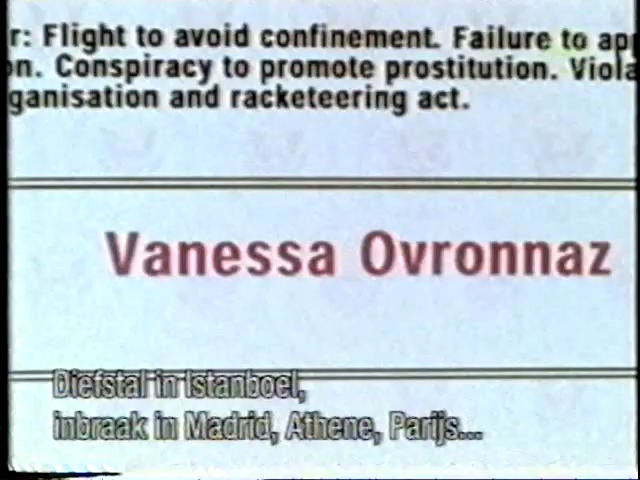 r: Flight to avoid confinement. Failure to app
on. Conspiracy to promote prostitution. Viola
ganisation and racketeering act.
Vanessa Ovronnaz
Diefstal in Istanboel,
inbraak in Madrid, Athene, Parijs...